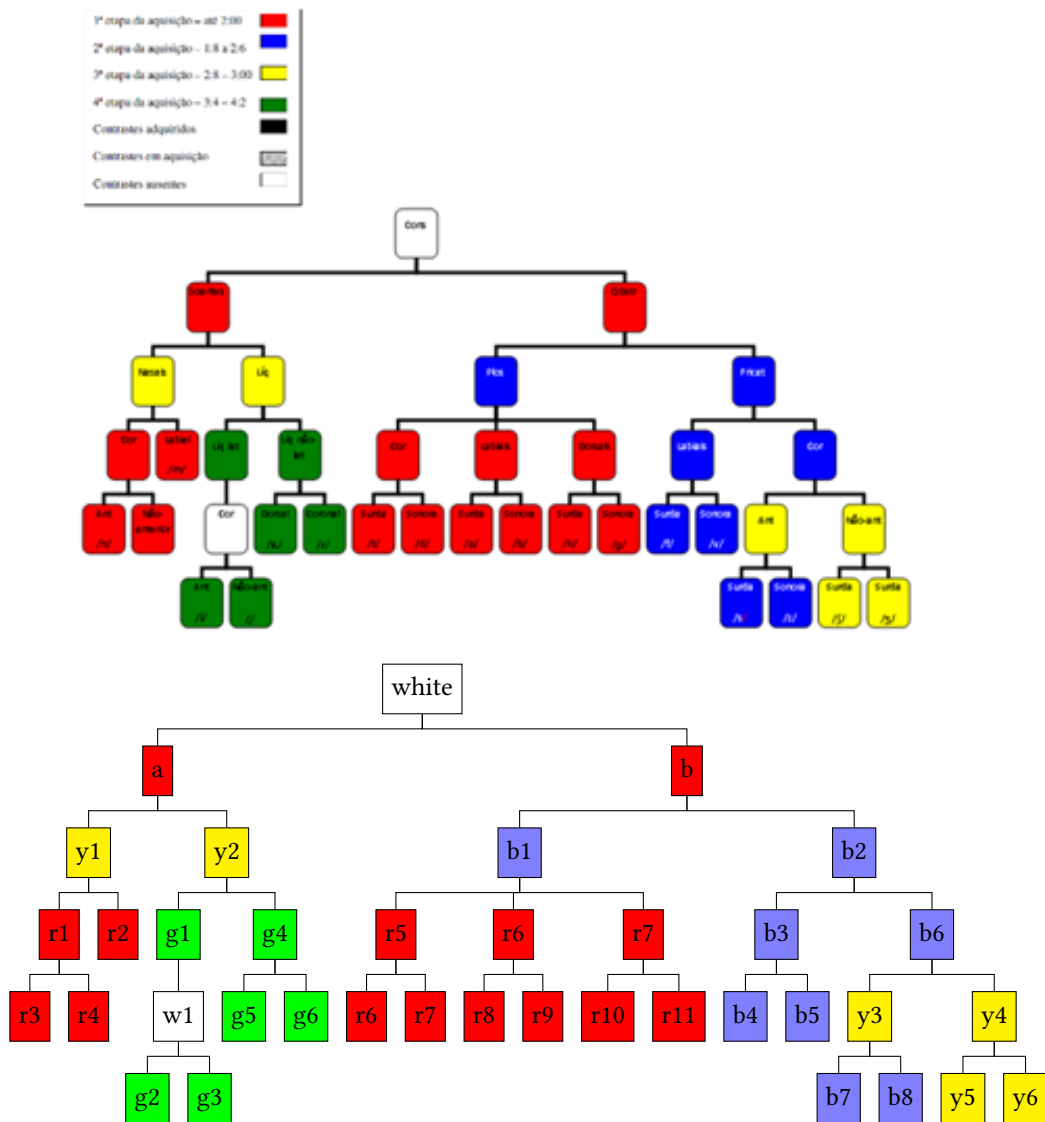 1ª etapa da aquisição – até 2:00
2ª etapa da aquisição – 1:8 a 2:6
3ª etapa da aquisição – 2:8 – 3:00
4ª etapa da aquisição – 3:4 – 4:2
Contrastes adquiridos
Contrastes em aquisição
Contrastes ausentes
Cons
Soantes Obstr
Nasais Líq Plos Fricat
Cor Labial /m/ Líq lat Líq não-lat Cor Labiais Dorsais Labiais Cor
Ant /n/ Não-anterior Cor Dorsal Coronal Surda /t/ Sonora /d/ Surda /p/ Sonora /b/ Surda /k/ Sonora /g/ Surda /f/ Sonora /v/ Ant Não-ant
Ant /l/ Não-ant Surda /s/ Sonora /z/ Surda /ʃ/ Surda /ʒ/
white
a b
y1 y2 b1 b2
r1 r2 g1 g4 r5 r6 r7 b3 b6
r3 r4 w1 g5 g6 r6 r7 r8 r9 r10 r11 b4 b5 y3 y4
g2 g3 b7 b8 y5 y6